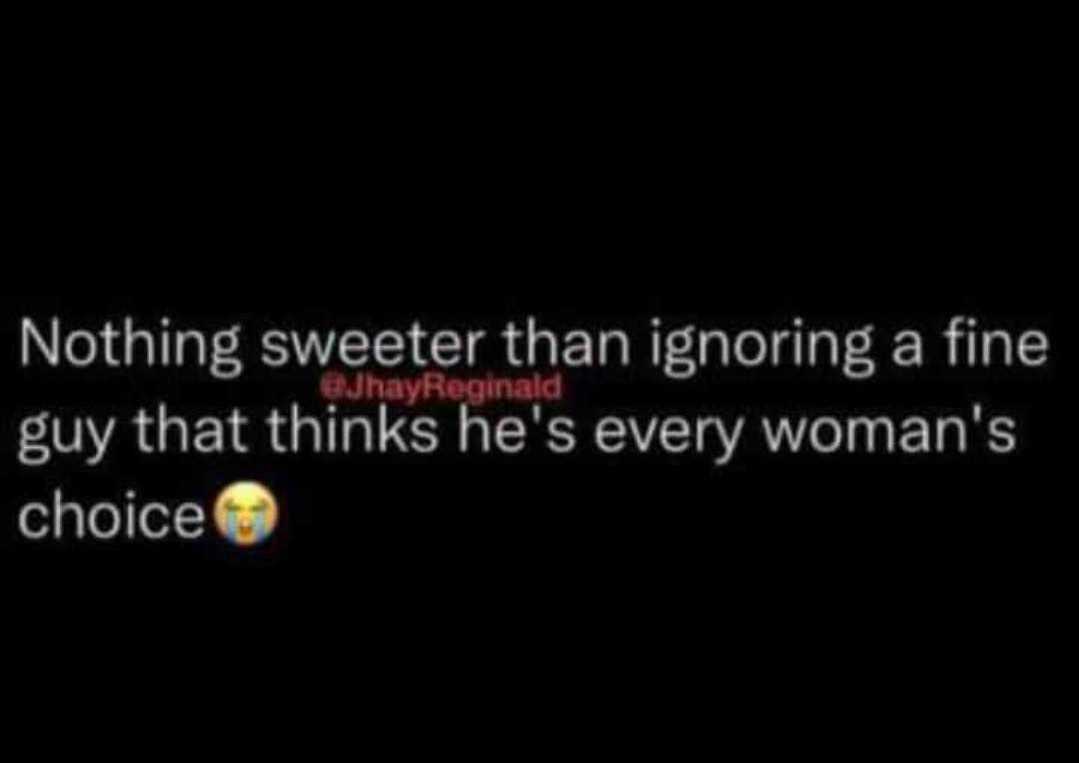 Nothing sweeter than ignoring a fine
@JhayReginald
guy that thinks he's every woman's
choice😭